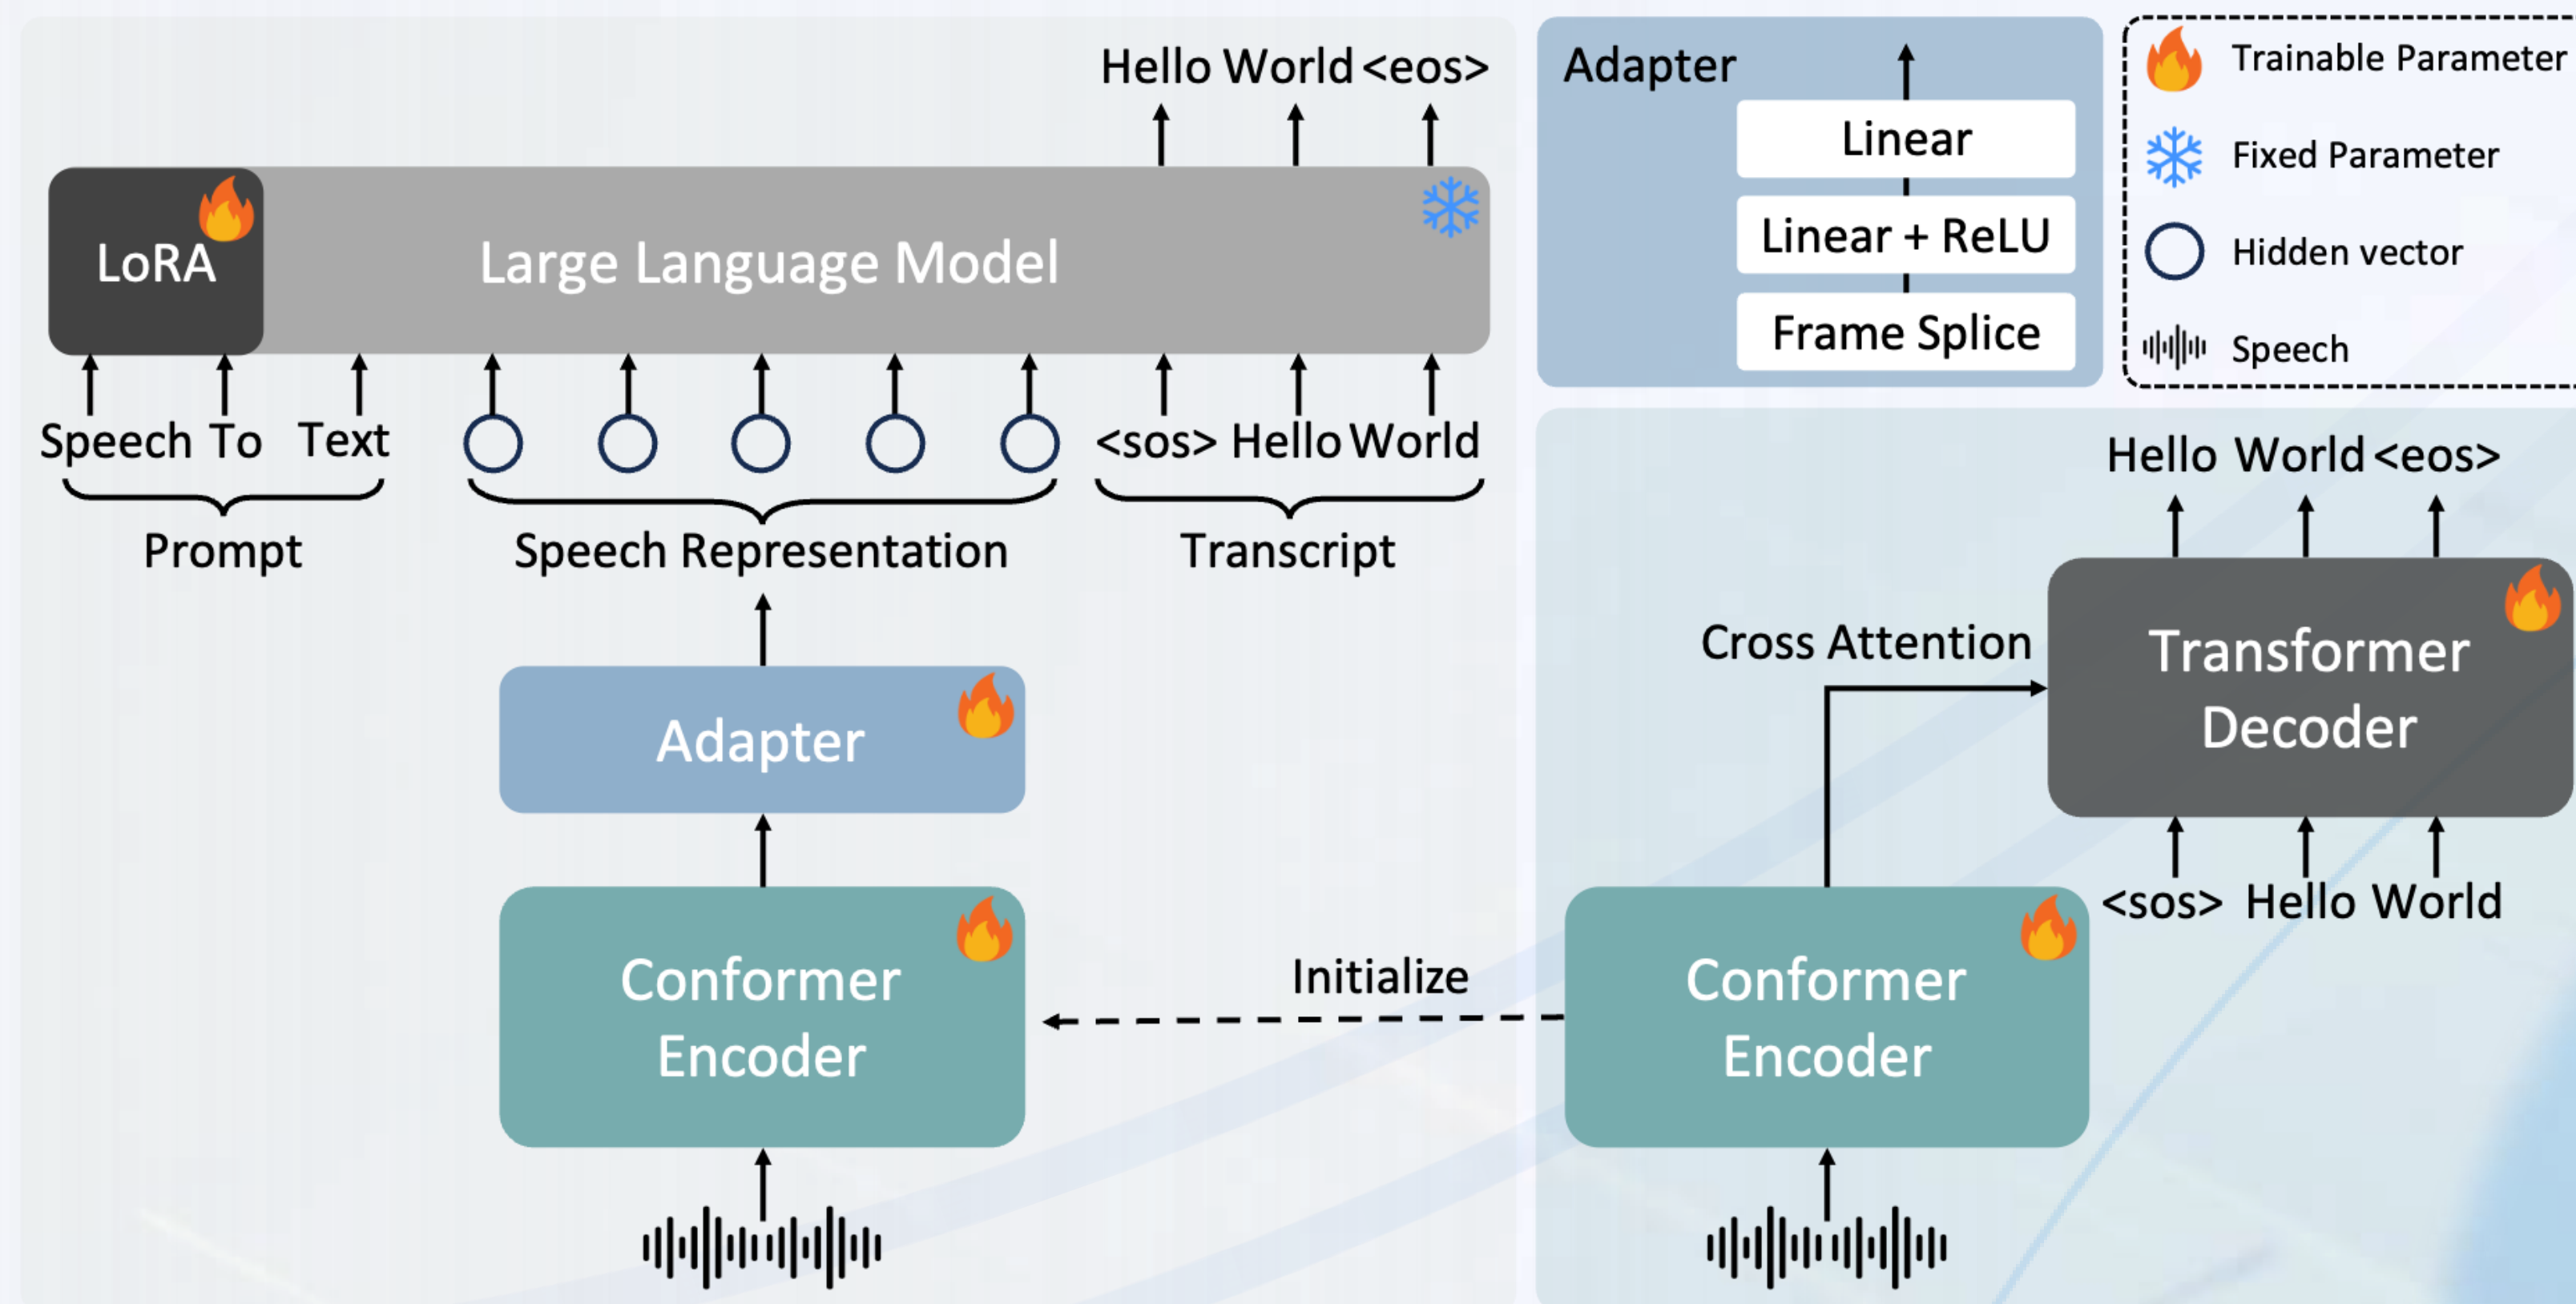 Hello World <eos>
LoRA
Large Language Model
Speech To Text
<sos> Hello World
Prompt
Speech Representation
Transcript
Adapter
Conformer
Encoder
Initialize
Adapter
Linear
Linear + ReLU
Frame Splice
Trainable Parameter
Fixed Parameter
Hidden vector
Speech
Hello World <eos>
Cross Attention
Transformer
Decoder
<sos> Hello World
Conformer
Encoder